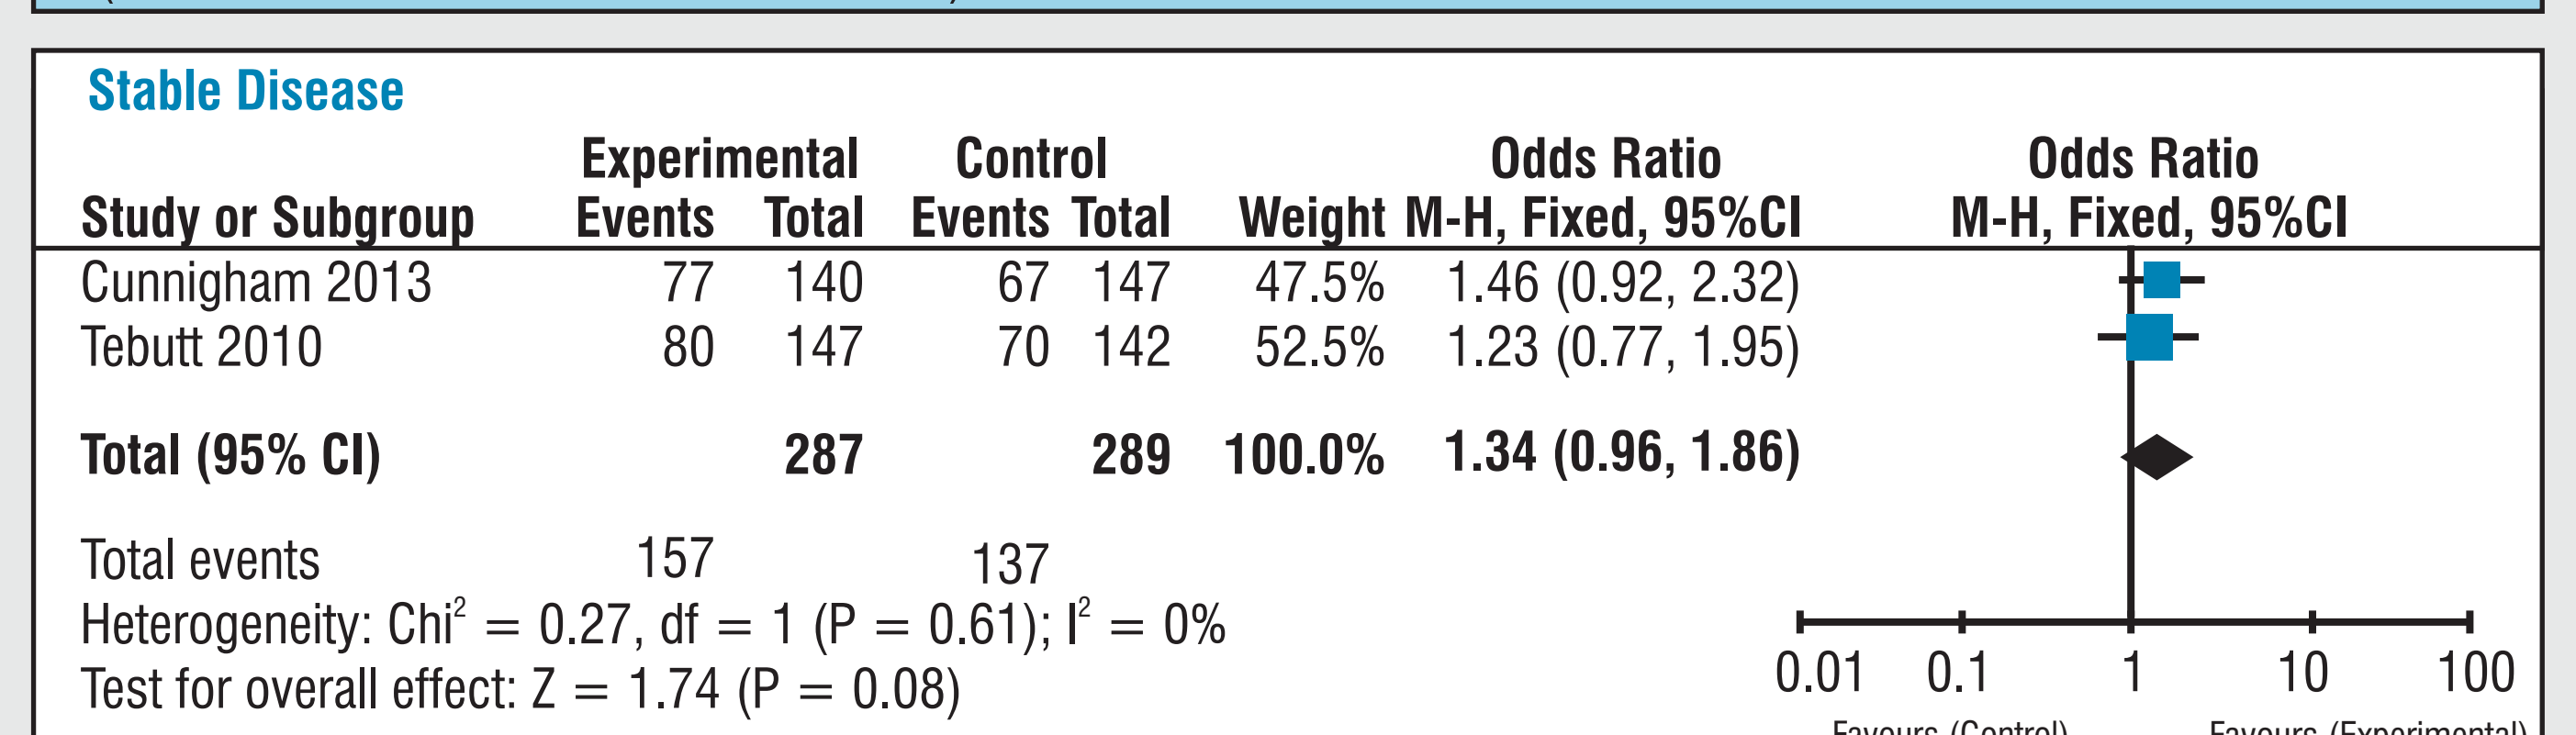 Stable Disease
Experimental Control Odds Ratio Odds Ratio
Study or Subgroup Events Total Events Total Weight M-H, Fixed, 95%CI M-H, Fixed, 95%CI
Cunnigham 2013 77 140 67 147 47.5% 1.46 (0.92, 2.32)
Tebutt 2010 80 147 70 142 52.5% 1.23 (0.77, 1.95)
Total (95% CI) 287 289 100.0% 1.34 (0.96, 1.86)
Total events 157 137
Heterogeneity: Chi² = 0.27, df = 1 (P = 0.61); I² = 0%
Test for overall effect: Z = 1.74 (P = 0.08)
0.01 0.1 1 10 100
Favours (Control) Favours (Experimental)